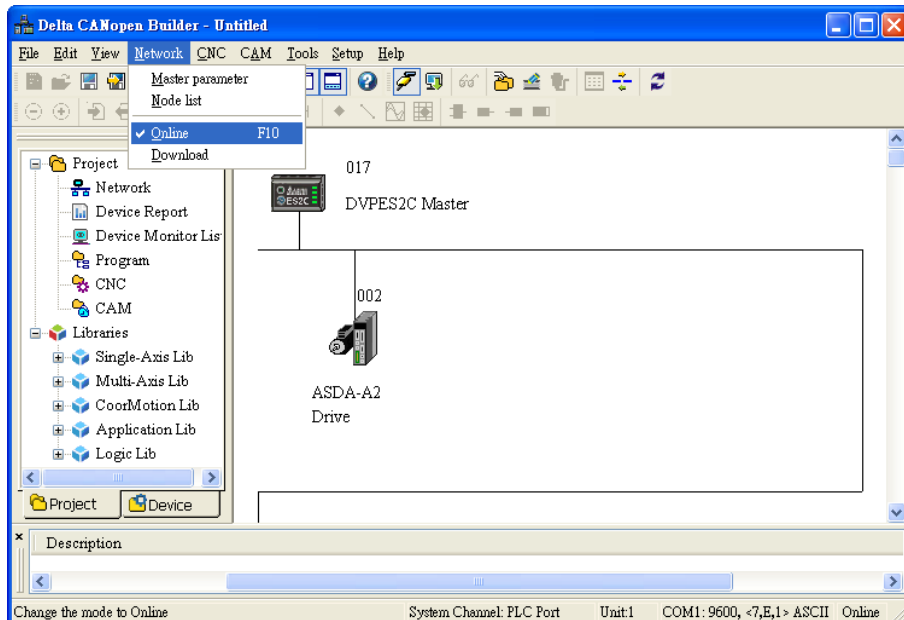 Delta CANopen Builder - Untitled
File Edit View Network CNC CAM Tools Setup Help
Master parameter
Node list
Online F10
Download
Project
Network
Device Report
Device Monitor Lis
Program
CNC
CAM
Libraries
Single-Axis Lib
Multi-Axis Lib
CoorMotion Lib
Application Lib
Logic Lib
Project Device
017
ES2C
DVPES2C Master
002
ASDA-A2
Drive
Description
Change the mode to Online System Channel: PLC Port Unit:1 COM1: 9600, <7,E,1> ASCII Online